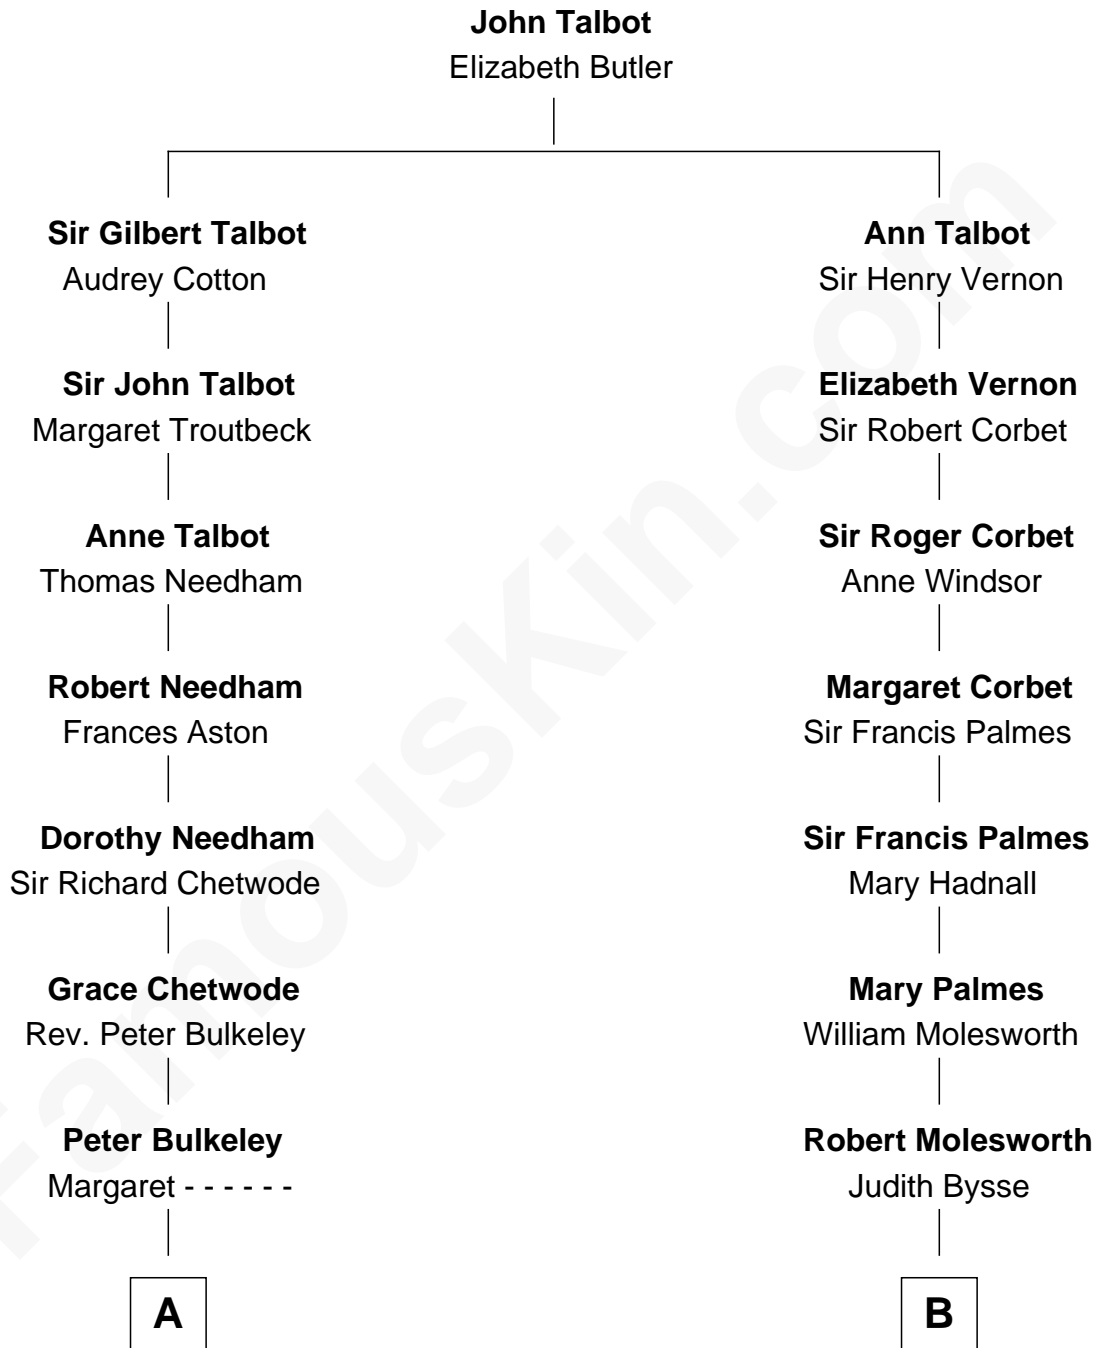 John Talbot
Elizabeth Butler
Sir Gilbert Talbot
Audrey Cotton
Sir John Talbot
Margaret Troutbeck
Anne Talbot
Thomas Needham
Robert Needham
Frances Aston
Dorothy Needham
Sir Richard Chetwode
Grace Chetwode
Rev. Peter Bulkeley
Peter Bulkeley
Margaret - - - - - -
A
Ann Talbot
Sir Henry Vernon
Elizabeth Vernon
Sir Robert Corbet
Sir Roger Corbet
Anne Windsor
Margaret Corbet
Sir Francis Palmes
Sir Francis Palmes
Mary Hadnall
Mary Palmes
William Molesworth
Robert Molesworth
Judith Bysse
B
FamousKin.com